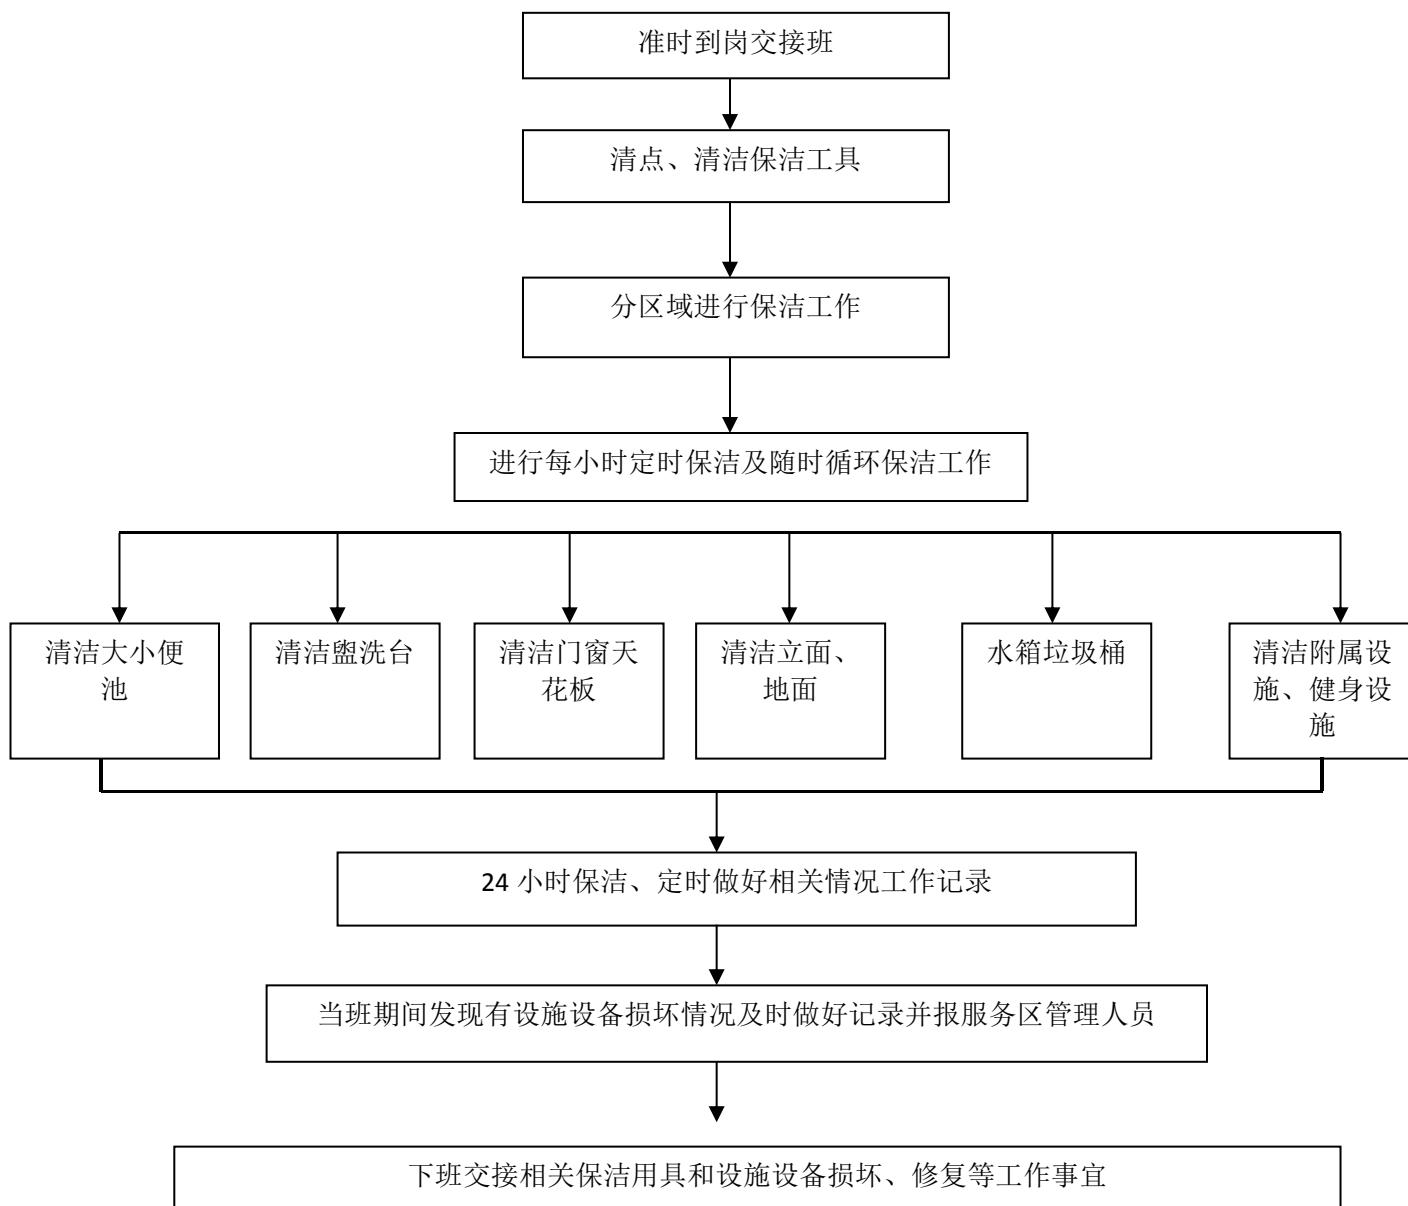 准时到岗交接班
清点、清洁保洁工具
分区域进行保洁工作
进行每小时定时保洁及随时循环保洁工作
清洁大小便
池
清洁盥洗台
清洁门窗天
花板
清洁立面、
地面
水箱垃圾桶
清洁附属设
施、健身设
施
24 小时保洁、定时做好相关情况工作记录
当班期间发现有设施设备损坏情况及时做好记录并报服务区管理人员
下班交接相关保洁用具和设施设备损坏、修复等工作事宜